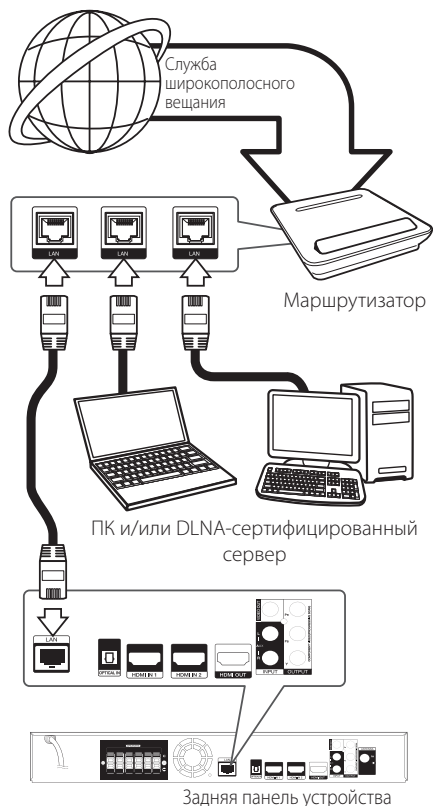 Служба
широкополосного
вещания
LAN LAN LAN
Маршрутизатор
ПК и/или DLNA-сертифицированный
сервер
LAN
OPTICAL IN
HDMI IN 1
HDMI IN 2
HDMI OUT
INPUT
OUTPUT
Задняя панель устройства